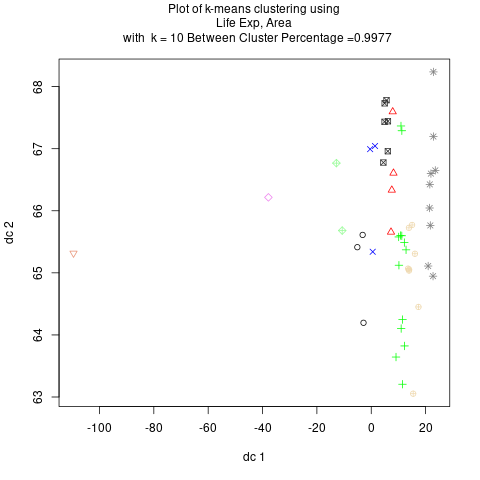 Plot of k-means clustering using
Life Exp, Area
with k = 10 Between Cluster Percentage =0.9977
68
67
66
65
64
63
dc 2
-100
-80
-60
-40
-20
0
20
dc 1